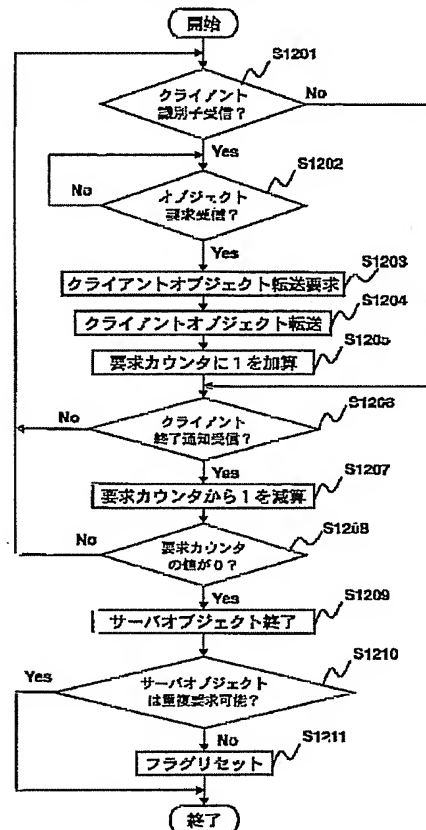 開始
S1201
クライアント
識別子受信？
No
Yes
S1202
オブジェクト
要求受信？
No
Yes
S1203
クライアントオブジェクト転送要求
S1204
クライアントオブジェクト転送
S1205
要求カウンタに1を加算
S1206
クライアント
終了通知受信？
No
Yes
S1207
要求カウンタから1を減算
S1208
要求カウンタ
の値が0？
No
Yes
S1209
サーバオブジェクト終了
S1210
サーバオブジェクト
は重複要求可能？
Yes
No
S1211
フラグリセット
終了